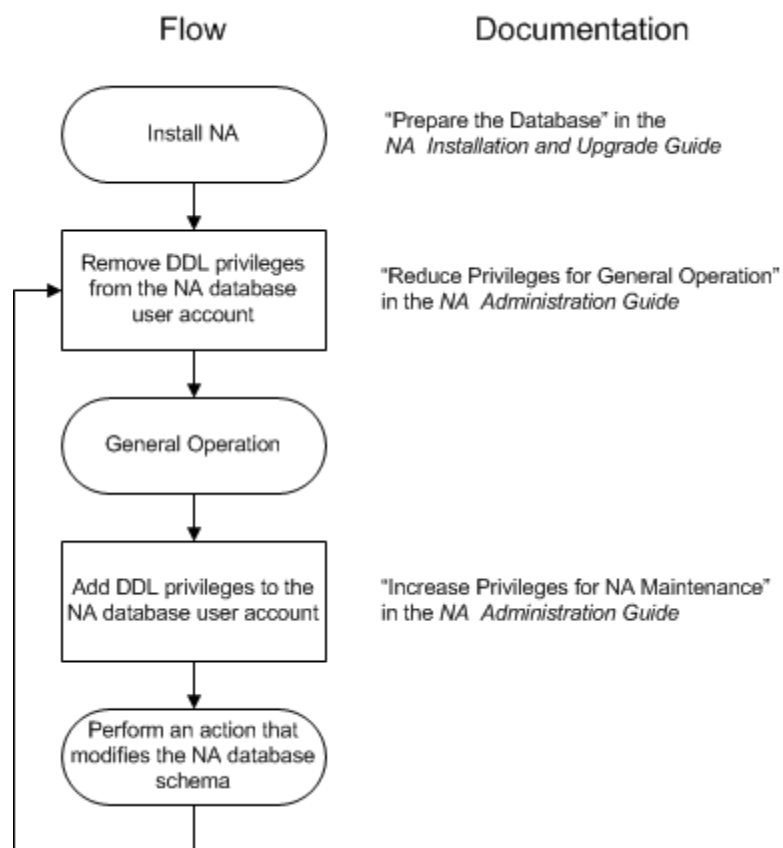 Flow
Documentation
Install NA
“Prepare the Database” in the
NA Installation and Upgrade Guide
Remove DDL privileges
from the NA database
user account
“Reduce Privileges for General Operation”
in the NA Administration Guide
General Operation
Add DDL privileges to the
NA database user account
“Increase Privileges for NA Maintenance”
in the NA Administration Guide
Perform an action that
modifies the NA database
schema